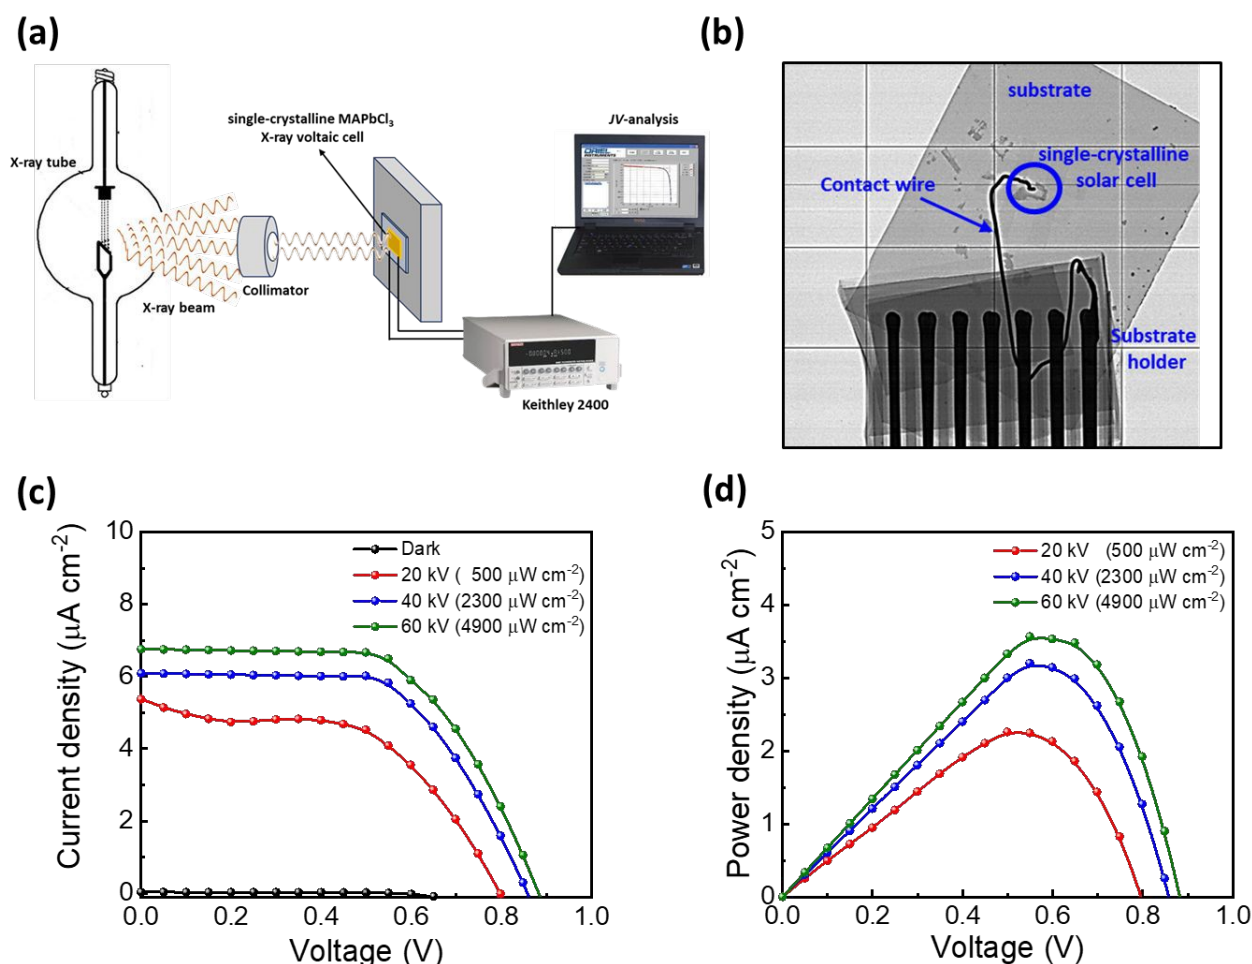 (a)
X-ray tube
X-ray beam
Collimator
single-crystalline MAPbCl₃
X-ray voltaic cell
JV-analysis
Keithley 2400
(b)
substrate
single-crystalline
solar cell
Contact wire
Substrate
holder
(c)
Current density (μA cm⁻²)
10
8
6
4
2
0
0.0 0.2 0.4 0.6 0.8 1.0
Voltage (V)
Dark
20 kV ( 500 μW cm⁻²)
40 kV (2300 μW cm⁻²)
60 kV (4900 μW cm⁻²)
(d)
Power density (μA cm⁻²)
5
4
3
2
1
0
0.0 0.2 0.4 0.6 0.8 1.0
Voltage (V)
20 kV (500 μW cm⁻²)
40 kV (2300 μW cm⁻²)
60 kV (4900 μW cm⁻²)